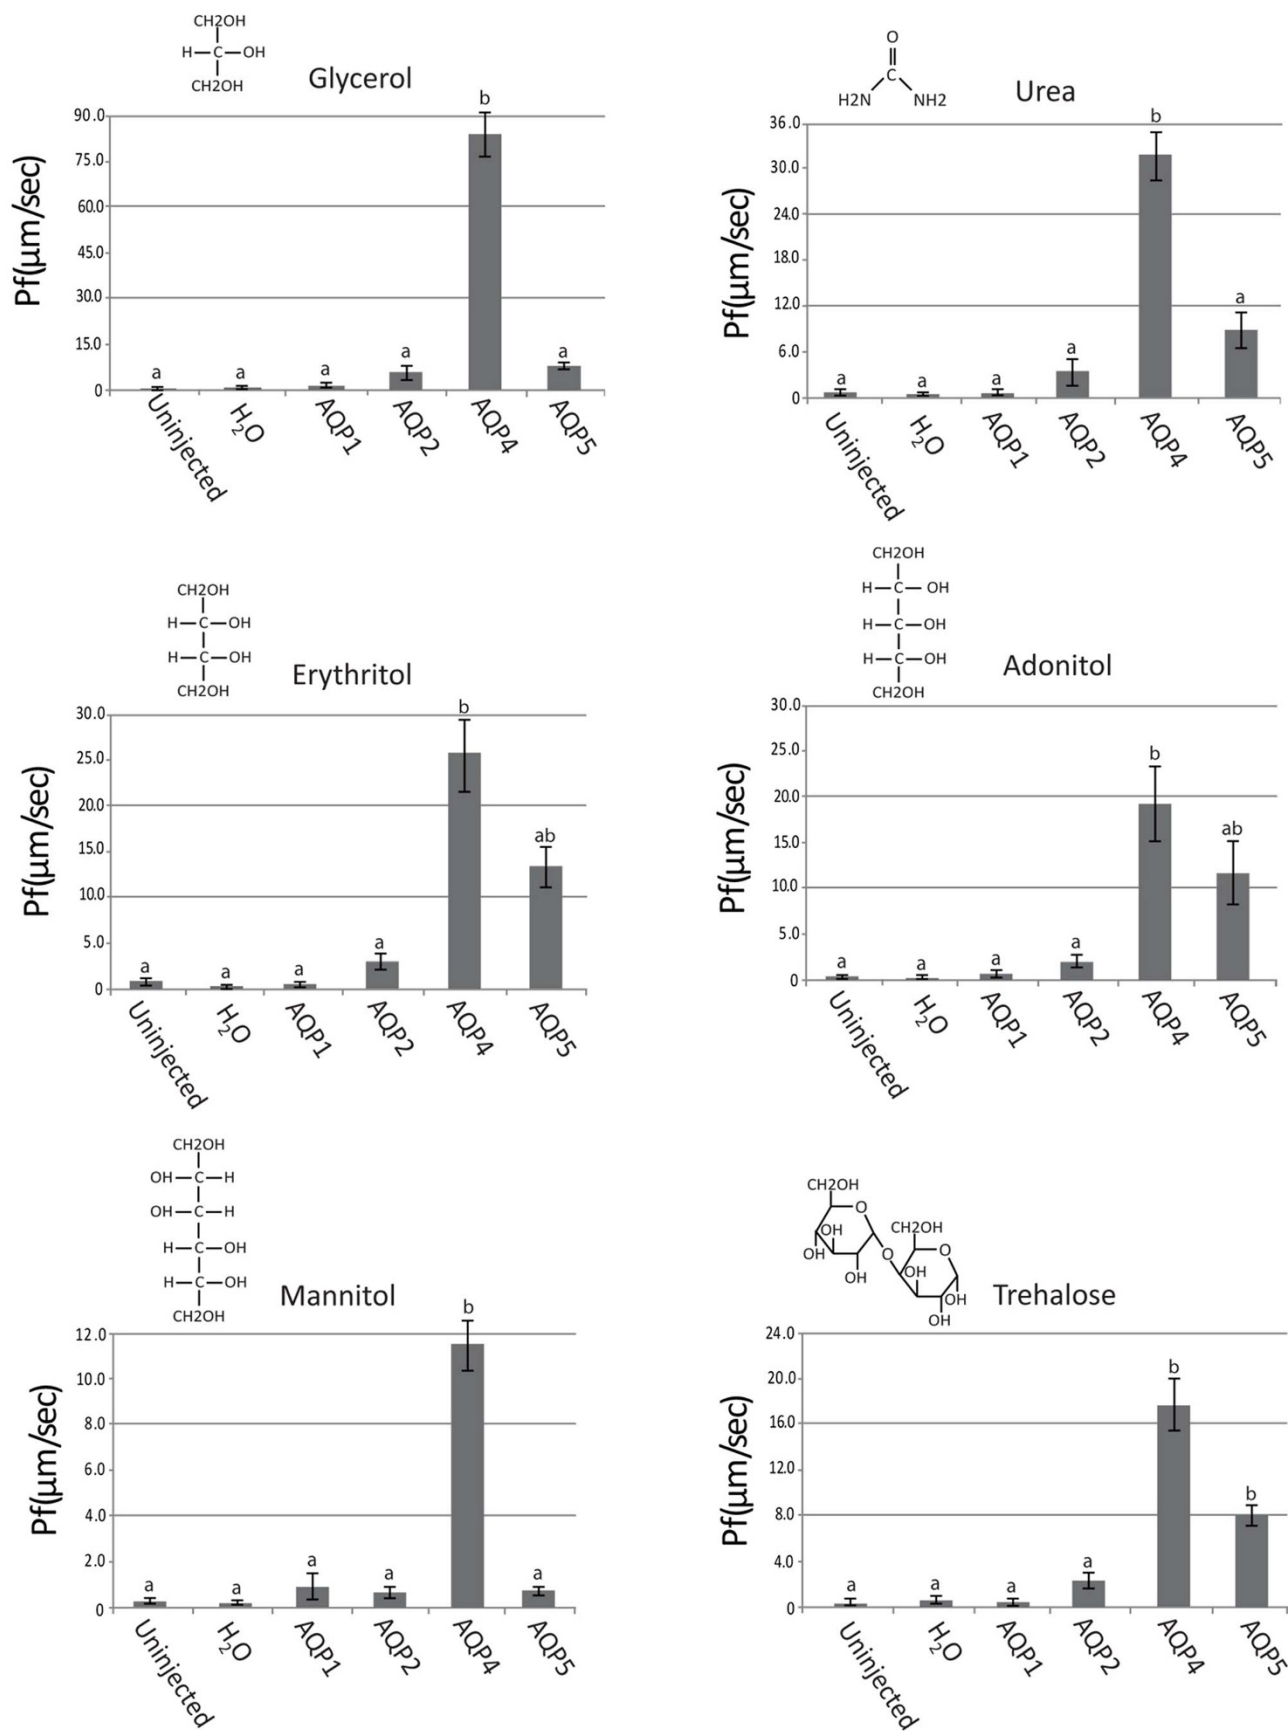 CH2OH
H—C—OH
CH2OH
Glycerol
Pf(μm/sec)
90.0
75.0
60.0
45.0
30.0
15.0
0
a
a
a
a
b
a
Uninjected
H2O
AQP1
AQP2
AQP4
AQP5
O
C
H2N NH2
Urea
Pf(μm/sec)
36.0
30.0
24.0
18.0
12.0
6.0
0
a
a
a
a
b
a
Uninjected
H2O
AQP1
AQP2
AQP4
AQP5
CH2OH
H—C—OH
H—C—OH
CH2OH
Erythritol
Pf(μm/sec)
30.0
25.0
20.0
15.0
10.0
5.0
0
a
a
a
a
b
ab
Uninjected
H2O
AQP1
AQP2
AQP4
AQP5
CH2OH
H—C—OH
H—C—OH
H—C—OH
CH2OH
Adonitol
Pf(μm/sec)
30.0
25.0
20.0
15.0
10.0
5.0
0
a
a
a
a
b
ab
Uninjected
H2O
AQP1
AQP2
AQP4
AQP5
CH2OH
OH—C—H
OH—C—H
H—C—OH
H—C—OH
CH2OH
Mannitol
Pf(μm/sec)
12.0
10.0
8.0
6.0
4.0
2.0
0
a
a
a
a
b
a
Uninjected
H2O
AQP1
AQP2
AQP4
AQP5
CH2OH
O
OH
OH
OH
O
CH2OH
O
OH
OH
OH
Trehalose
Pf(μm/sec)
24.0
20.0
16.0
12.0
8.0
4.0
0
a
a
a
a
b
b
Uninjected
H2O
AQP1
AQP2
AQP4
AQP5